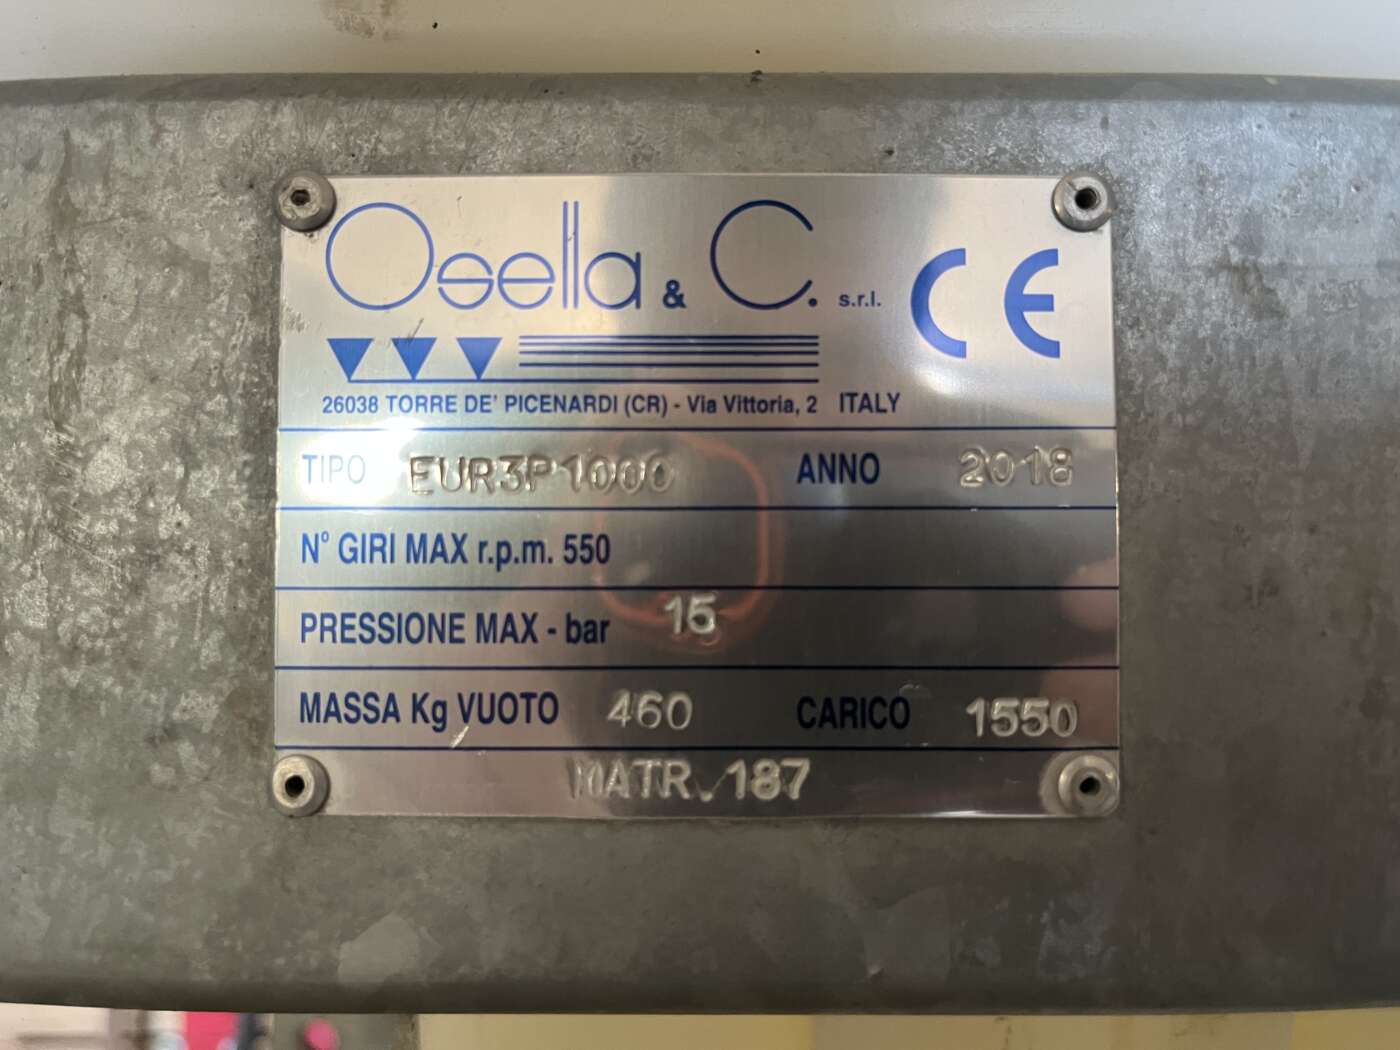 Osella & C. s.r.l. CE
26038 TORRE DE' PICENARDI (CR) - Via Vittoria, 2 ITALY
TIPO EUR3P1000 ANNO 2018
N° GIRI MAX r.p.m. 550
PRESSIONE MAX - bar 15
MASSA Kg VUOTO 460 CARICO 1550
MATR. 187